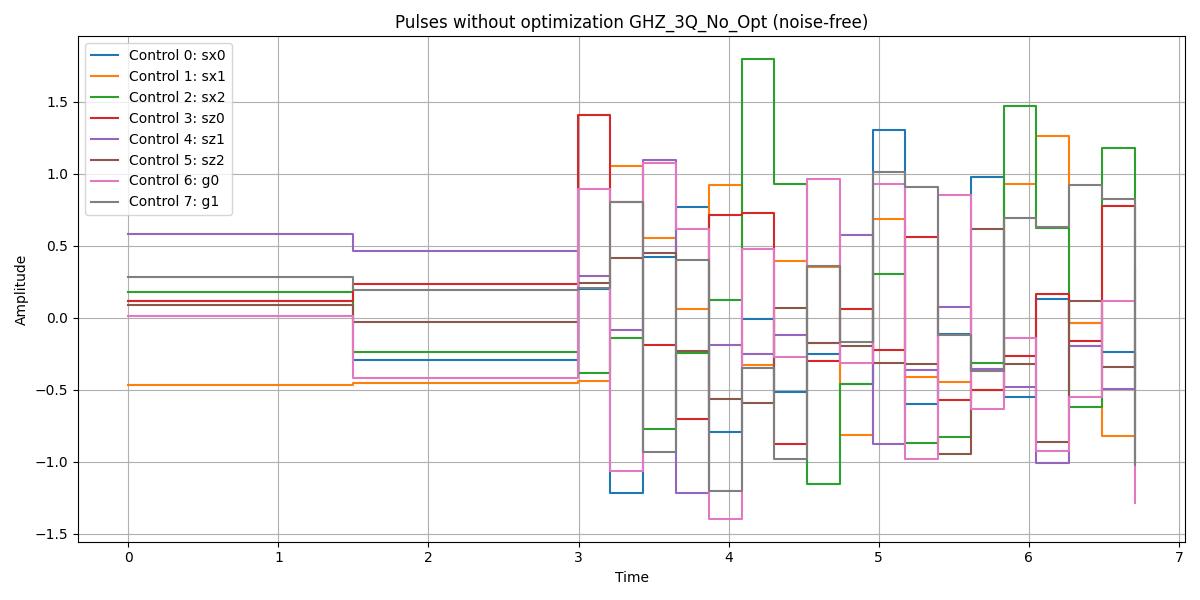 Pulses without optimization GHZ_3Q_No_Opt (noise-free)
Control 0: sx0
Control 1: sx1
Control 2: sx2
Control 3: sz0
Control 4: sz1
Control 5: sz2
Control 6: g0
Control 7: g1
Amplitude
1.5
1.0
0.5
0.0
−0.5
−1.0
−1.5
0 1 2 3 4 5 6 7
Time